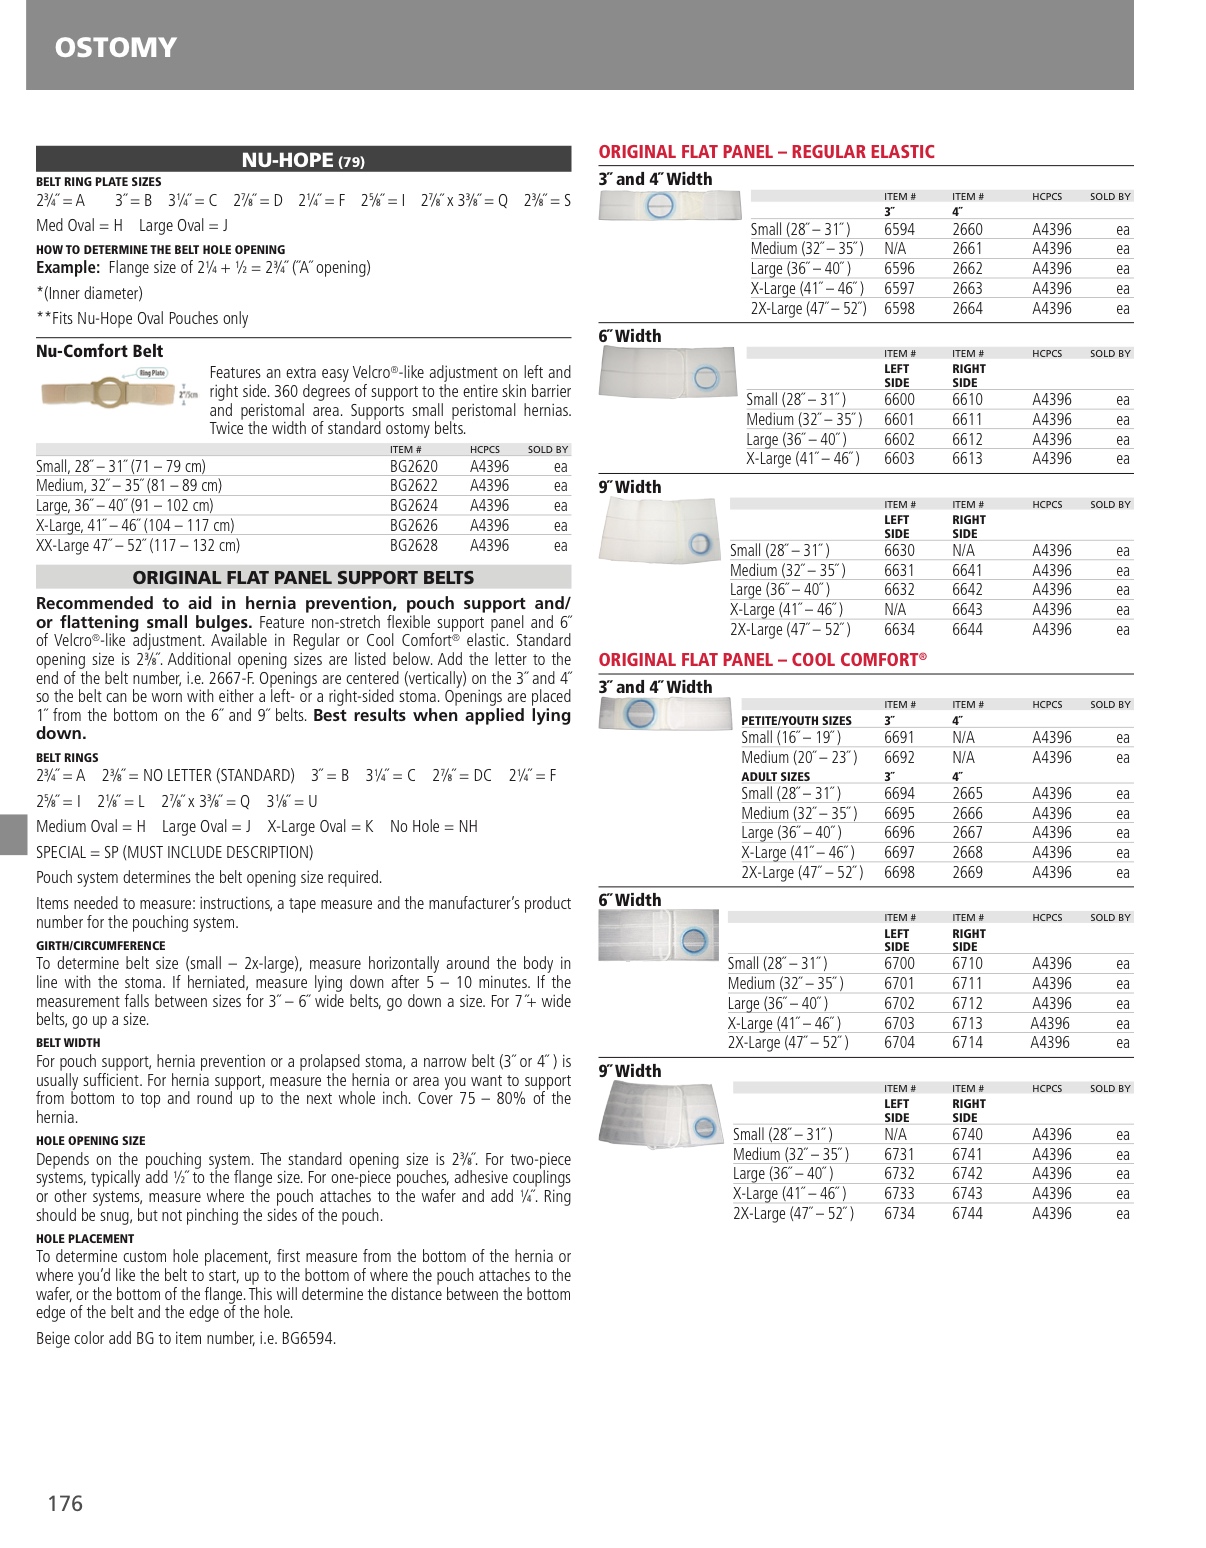 OSTOMY
NU-HOPE (79)
BELT RING PLATE SIZES
2¾˝ = A 3˝ = B 3¼˝ = C 2⅞˝ = D 2¼˝ = F 2⅝˝ = I 2⅞˝ x 3⅜˝ = Q 2⅜˝ = S
Med Oval = H Large Oval = J
HOW TO DETERMINE THE BELT HOLE OPENING
Example: Flange size of 2¼ + ½ = 2¾˝ (˝A˝ opening)
*(Inner diameter)
**Fits Nu-Hope Oval Pouches only
Nu-Comfort Belt
Ring Plate
2"/5cm
Features an extra easy Velcro®-like adjustment on left and
right side. 360 degrees of support to the entire skin barrier
and peristomal area. Supports small peristomal hernias.
Twice the width of standard ostomy belts.
ITEM # HCPCS SOLD BY
Small, 28˝ – 31˝ (71 – 79 cm) BG2620 A4396 ea
Medium, 32˝ – 35˝ (81 – 89 cm) BG2622 A4396 ea
Large, 36˝ – 40˝ (91 – 102 cm) BG2624 A4396 ea
X-Large, 41˝ – 46˝ (104 – 117 cm) BG2626 A4396 ea
XX-Large 47˝ – 52˝ (117 – 132 cm) BG2628 A4396 ea
ORIGINAL FLAT PANEL SUPPORT BELTS
Recommended to aid in hernia prevention, pouch support and/
or flattening small bulges. Feature non-stretch flexible support panel and 6˝
of Velcro®-like adjustment. Available in Regular or Cool Comfort® elastic. Standard
opening size is 2⅜˝. Additional opening sizes are listed below. Add the letter to the
end of the belt number, i.e. 2667-F. Openings are centered (vertically) on the 3˝ and 4˝
so the belt can be worn with either a left- or a right-sided stoma. Openings are placed
1˝ from the bottom on the 6˝ and 9˝ belts. Best results when applied lying
down.
BELT RINGS
2¾˝ = A 2⅜˝ = NO LETTER (STANDARD) 3˝ = B 3¼˝ = C 2⅞˝ = DC 2¼˝ = F
2⅝˝ = I 2⅛˝ = L 2⅞˝ x 3⅜˝ = Q 3⅛˝ = U
Medium Oval = H Large Oval = J X-Large Oval = K No Hole = NH
SPECIAL = SP (MUST INCLUDE DESCRIPTION)
Pouch system determines the belt opening size required.
Items needed to measure: instructions, a tape measure and the manufacturer's product
number for the pouching system.
GIRTH/CIRCUMFERENCE
To determine belt size (small – 2x-large), measure horizontally around the body in
line with the stoma. If herniated, measure lying down after 5 – 10 minutes. If the
measurement falls between sizes for 3˝ – 6˝ wide belts, go down a size. For 7˝+ wide
belts, go up a size.
BELT WIDTH
For pouch support, hernia prevention or a prolapsed stoma, a narrow belt (3˝ or 4˝ ) is
usually sufficient. For hernia support, measure the hernia or area you want to support
from bottom to top and round up to the next whole inch. Cover 75 – 80% of the
hernia.
HOLE OPENING SIZE
Depends on the pouching system. The standard opening size is 2⅜˝. For two-piece
systems, typically add ½˝ to the flange size. For one-piece pouches, adhesive couplings
or other systems, measure where the pouch attaches to the wafer and add ¼˝. Ring
should be snug, but not pinching the sides of the pouch.
HOLE PLACEMENT
To determine custom hole placement, first measure from the bottom of the hernia or
where you'd like the belt to start, up to the bottom of where the pouch attaches to the
wafer, or the bottom of the flange. This will determine the distance between the bottom
edge of the belt and the edge of the hole.
Beige color add BG to item number, i.e. BG6594.
ORIGINAL FLAT PANEL – REGULAR ELASTIC
3˝ and 4˝ Width
ITEM # ITEM # HCPCS SOLD BY
3˝ 4˝
Small (28˝ – 31˝ ) 6594 2660 A4396 ea
Medium (32˝ – 35˝ ) N/A 2661 A4396 ea
Large (36˝ – 40˝ ) 6596 2662 A4396 ea
X-Large (41˝ – 46˝ ) 6597 2663 A4396 ea
2X-Large (47˝ – 52˝) 6598 2664 A4396 ea
6˝ Width
ITEM # ITEM # HCPCS SOLD BY
LEFT RIGHT
SIDE SIDE
Small (28˝ – 31˝ ) 6600 6610 A4396 ea
Medium (32˝ – 35˝ ) 6601 6611 A4396 ea
Large (36˝ – 40˝ ) 6602 6612 A4396 ea
X-Large (41˝ – 46˝ ) 6603 6613 A4396 ea
9˝ Width
ITEM # ITEM # HCPCS SOLD BY
LEFT RIGHT
SIDE SIDE
Small (28˝ – 31˝ ) 6630 N/A A4396 ea
Medium (32˝ – 35˝ ) 6631 6641 A4396 ea
Large (36˝ – 40˝ ) 6632 6642 A4396 ea
X-Large (41˝ – 46˝ ) N/A 6643 A4396 ea
2X-Large (47˝ – 52˝ ) 6634 6644 A4396 ea
ORIGINAL FLAT PANEL – COOL COMFORT®
3˝ and 4˝ Width
ITEM # ITEM # HCPCS SOLD BY
PETITE/YOUTH SIZES 3˝ 4˝
Small (16˝ – 19˝ ) 6691 N/A A4396 ea
Medium (20˝ – 23˝ ) 6692 N/A A4396 ea
ADULT SIZES 3˝ 4˝
Small (28˝ – 31˝ ) 6694 2665 A4396 ea
Medium (32˝ – 35˝ ) 6695 2666 A4396 ea
Large (36˝ – 40˝ ) 6696 2667 A4396 ea
X-Large (41˝ – 46˝ ) 6697 2668 A4396 ea
2X-Large (47˝ – 52˝ ) 6698 2669 A4396 ea
6˝ Width
ITEM # ITEM # HCPCS SOLD BY
LEFT RIGHT
SIDE SIDE
Small (28˝ – 31˝ ) 6700 6710 A4396 ea
Medium (32˝ – 35˝ ) 6701 6711 A4396 ea
Large (36˝ – 40˝ ) 6702 6712 A4396 ea
X-Large (41˝ – 46˝ ) 6703 6713 A4396 ea
2X-Large (47˝ – 52˝ ) 6704 6714 A4396 ea
9˝ Width
ITEM # ITEM # HCPCS SOLD BY
LEFT RIGHT
SIDE SIDE
Small (28˝ – 31˝ ) N/A 6740 A4396 ea
Medium (32˝ – 35˝ ) 6731 6741 A4396 ea
Large (36˝ – 40˝ ) 6732 6742 A4396 ea
X-Large (41˝ – 46˝ ) 6733 6743 A4396 ea
2X-Large (47˝ – 52˝ ) 6734 6744 A4396 ea
176